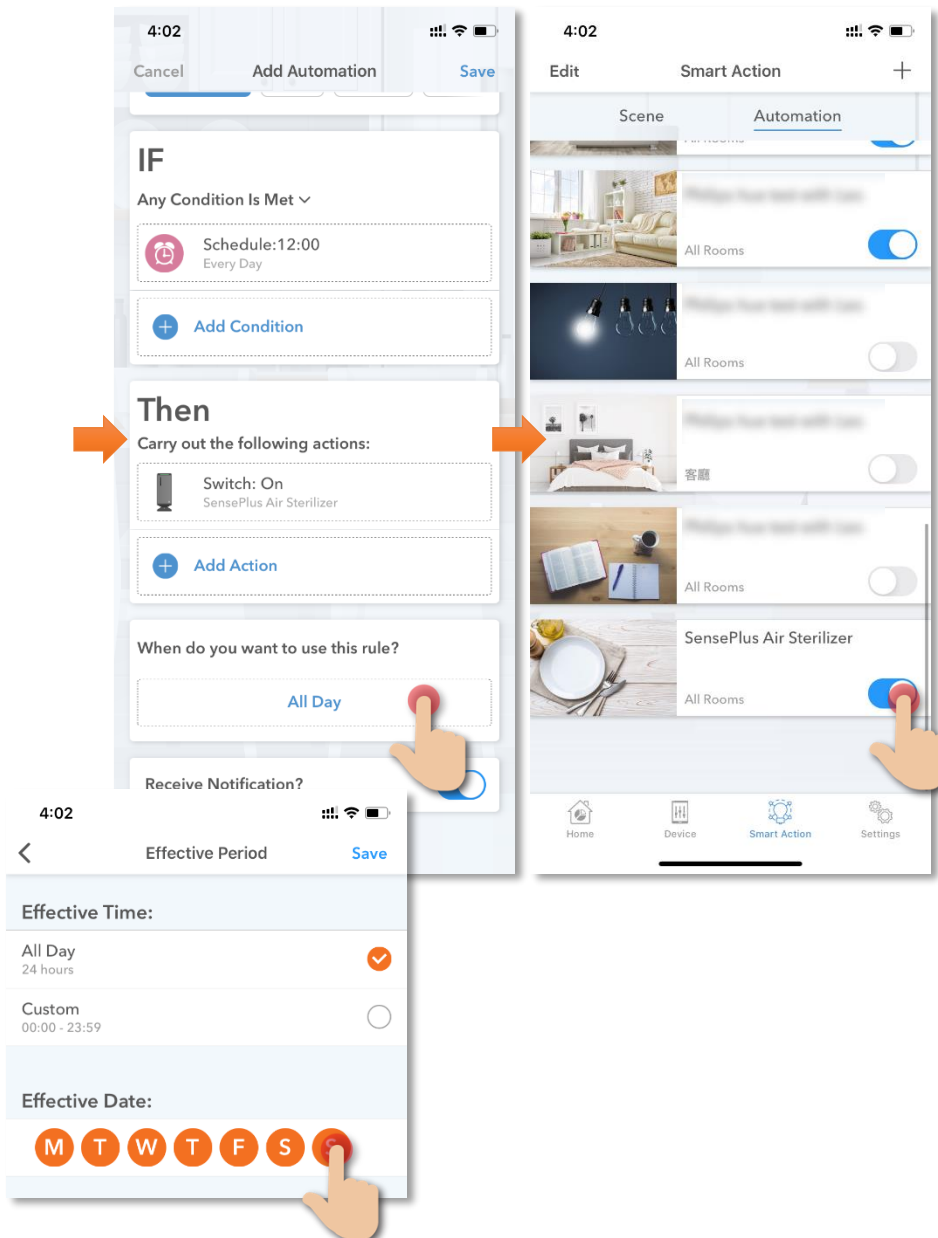 4:02
Cancel
Add Automation
Save
IF
Any Condition Is Met
Schedule:12:00
Every Day
Add Condition
Then
Carry out the following actions:
Switch: On
SensePlus Air Sterilizer
Add Action
When do you want to use this rule?
All Day
Receive Notification?
4:02
Effective Period
Save
Effective Time:
All Day
24 hours
Custom
00:00 - 23:59
Effective Date:
M T W T F S S
4:02
Edit
Smart Action
Scene
Automation
All Rooms
All Rooms
客廳
All Rooms
SensePlus Air Sterilizer
All Rooms
Home
Device
Smart Action
Settings